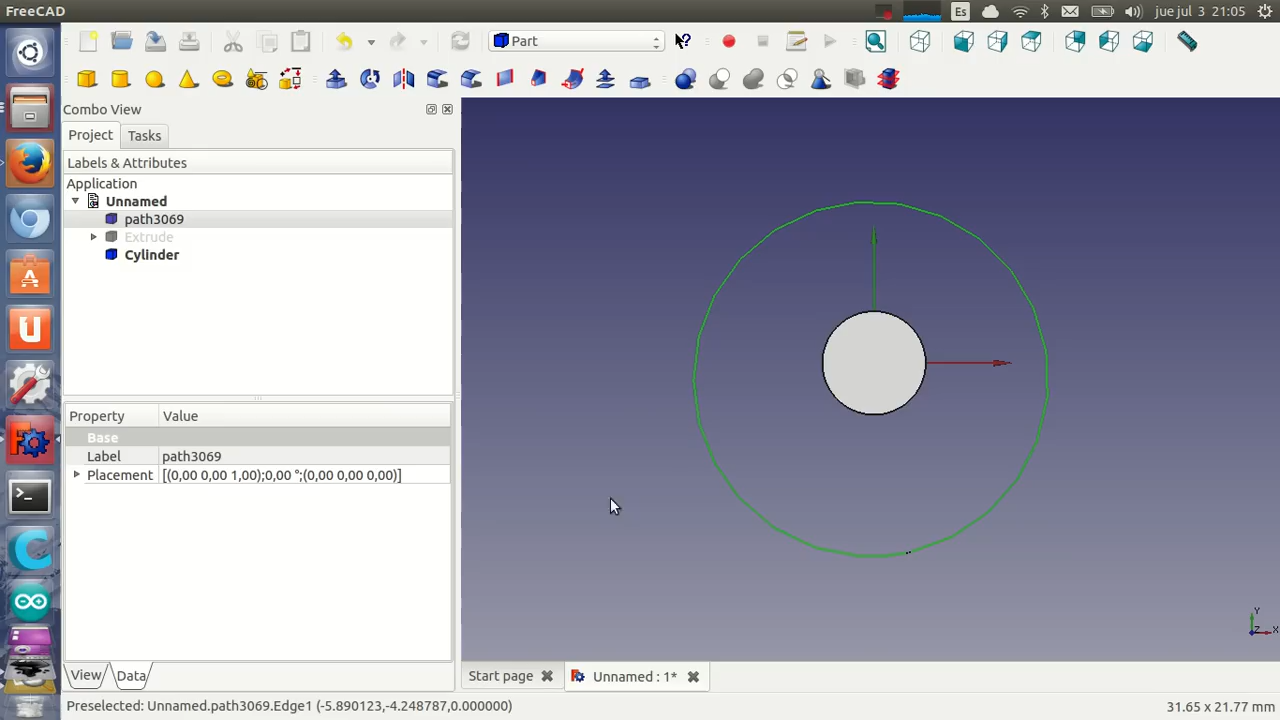 FreeCAD
Es
jue jul 3 21:05
Part
Combo View
Project
Tasks
Labels & Attributes
Application
Unnamed
path3069
Extrude
Cylinder
Property
Value
Base
Label
path3069
Placement
[(0,00 0,00 1,00);0,00 °;(0,00 0,00 0,00)]
Y
Z
X
View
Data
Start page
Unnamed : 1*
Preselected: Unnamed.path3069.Edge1 (-5.890123,-4.248787,0.000000)
31.65 x 21.77 mm